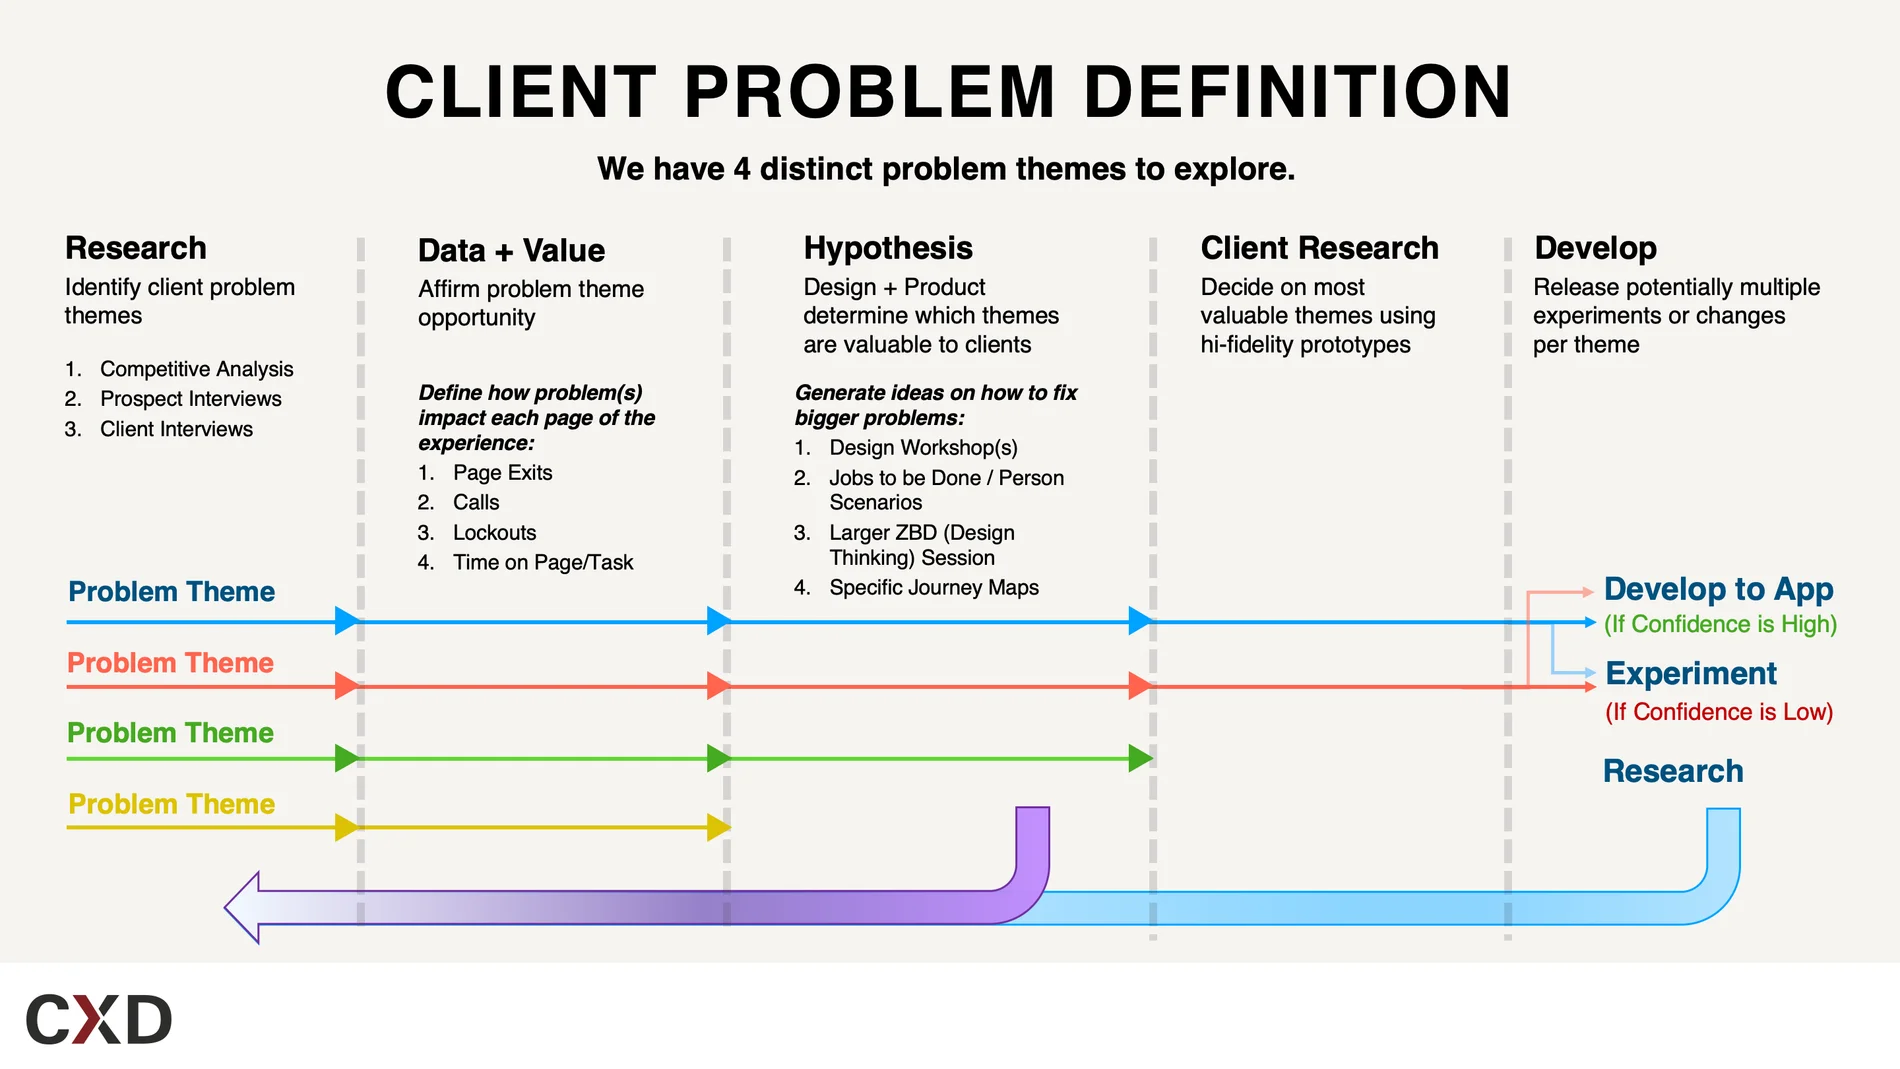 CLIENT PROBLEM DEFINITION
We have 4 distinct problem themes to explore.
Research
Identify client problem
themes
1. Competitive Analysis
2. Prospect Interviews
3. Client Interviews
Data + Value
Affirm problem theme
opportunity
Define how problem(s)
impact each page of the
experience:
1. Page Exits
2. Calls
3. Lockouts
4. Time on Page/Task
Hypothesis
Design + Product
determine which themes
are valuable to clients
Generate ideas on how to fix
bigger problems:
1. Design Workshop(s)
2. Jobs to be Done / Person
Scenarios
3. Larger ZBD (Design
Thinking) Session
4. Specific Journey Maps
Client Research
Decide on most
valuable themes using
hi-fidelity prototypes
Develop
Release potentially multiple
experiments or changes
per theme
Problem Theme
Problem Theme
Problem Theme
Problem Theme
Develop to App
(If Confidence is High)
Experiment
(If Confidence is Low)
Research
CXD